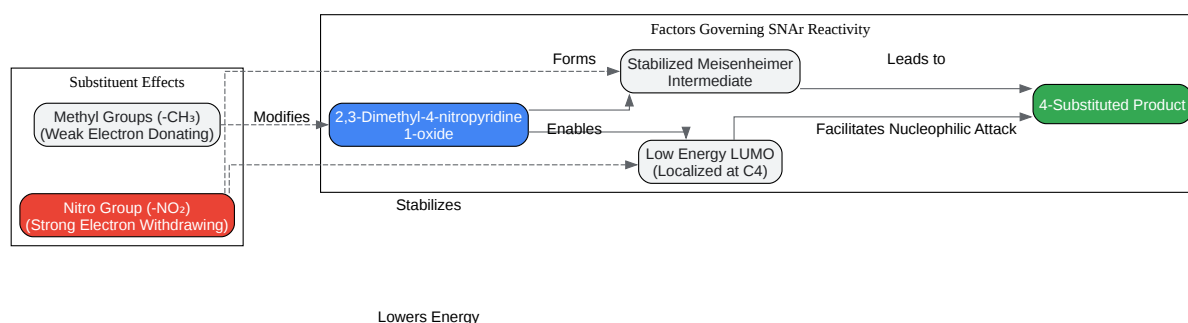 Factors Governing SNAr Reactivity
Substituent Effects
Methyl Groups (-CH₃)
(Weak Electron Donating)
Nitro Group (-NO₂)
(Strong Electron Withdrawing)
Modifies
2,3-Dimethyl-4-nitropyridine
1-oxide
Forms
Enables
Stabilized Meisenheimer
Intermediate
Low Energy LUMO
(Localized at C4)
Leads to
Facilitates Nucleophilic Attack
4-Substituted Product
Stabilizes
Lowers Energy